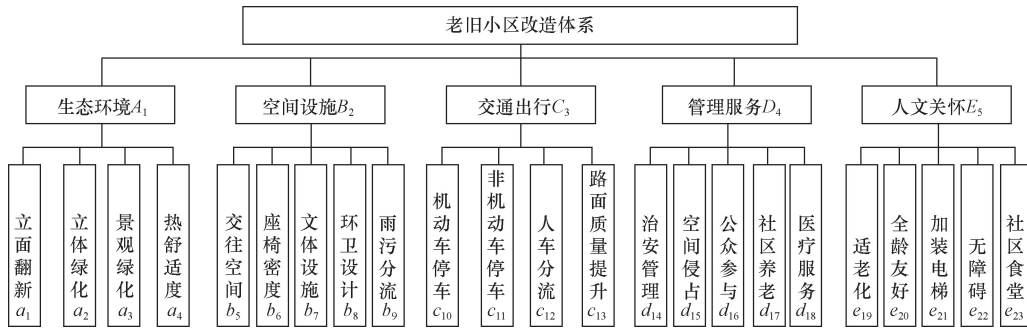 老旧小区改造体系
生态环境A1
空间设施B2
交通出行C3
管理服务D4
人文关怀E5
立面翻新a1
立体绿化a2
景观绿化a3
热舒适度a4
交往空间b5
座椅密度b6
文体设施b7
环卫设计b8
雨污分流b9
机动车停车c10
非机动车停车c11
人车分流c12
路面质量提升c13
治安管理d14
空间侵占d15
公众参与d16
社区养老d17
医疗服务d18
适老化e19
全龄友好e20
加装电梯e21
无障碍e22
社区食堂e23